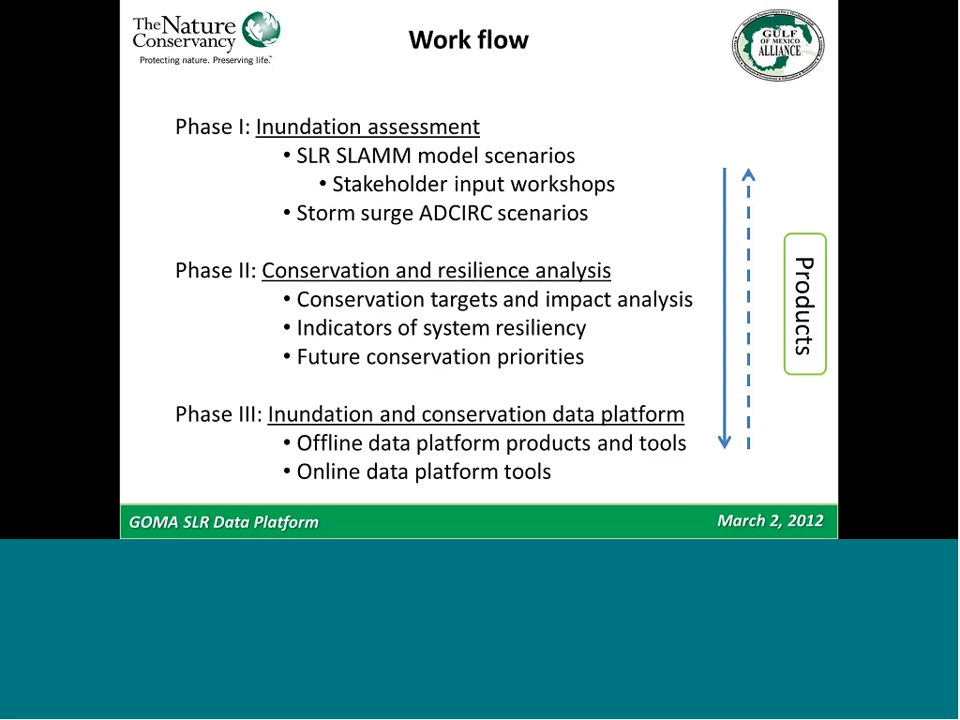 The Nature
Conservancy
Protecting nature. Preserving life.™
Work flow
GULF
OF MEXICO
ALLIANCE
Phase I: Inundation assessment
• SLR SLAMM model scenarios
• Stakeholder input workshops
• Storm surge ADCIRC scenarios
Phase II: Conservation and resilience analysis
• Conservation targets and impact analysis
• Indicators of system resiliency
• Future conservation priorities
Phase III: Inundation and conservation data platform
• Offline data platform products and tools
• Online data platform tools
Products
GOMA SLR Data Platform
March 2, 2012